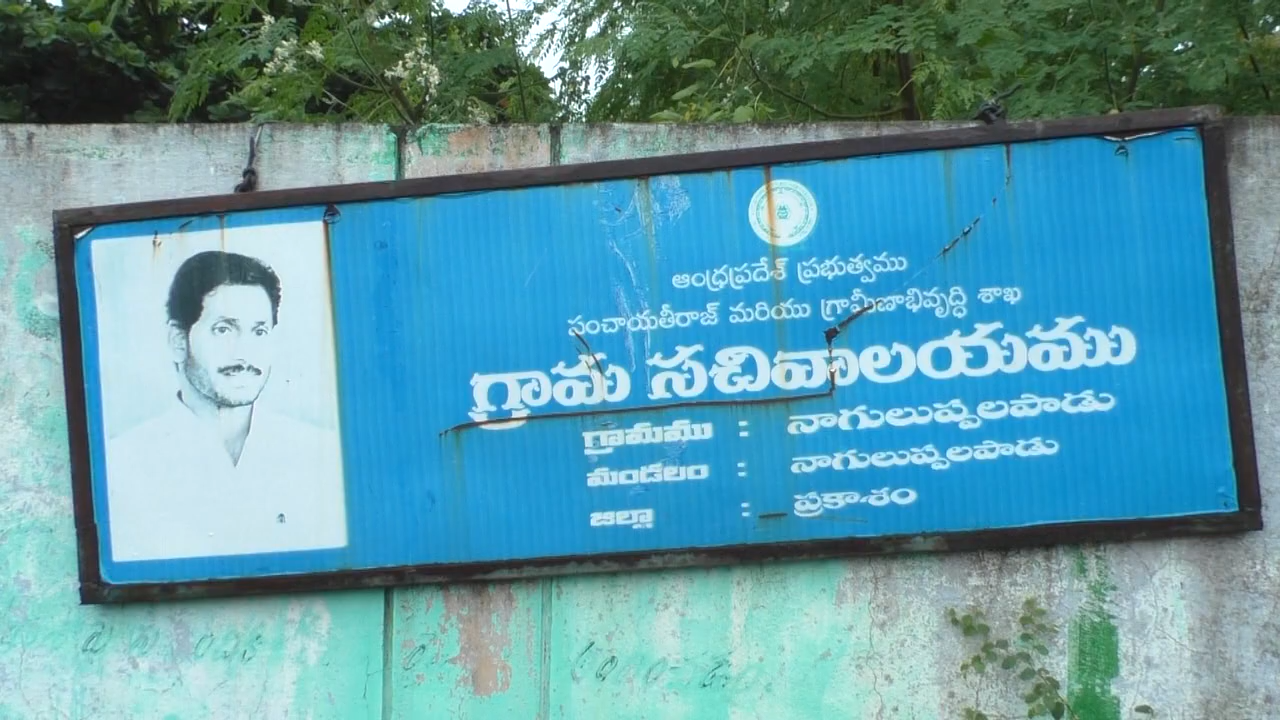 ఆంధ్రప్రదేశ్ ప్రభుత్వము
పంచాయతీరాజ్ మరియు గ్రామీణాభివృద్ధి శాఖ
గ్రామ సచివాలయము
గ్రామము : నాగులుప్పలపాడు
మండలం : నాగులుప్పలపాడు
జిల్లా : ప్రకాశం